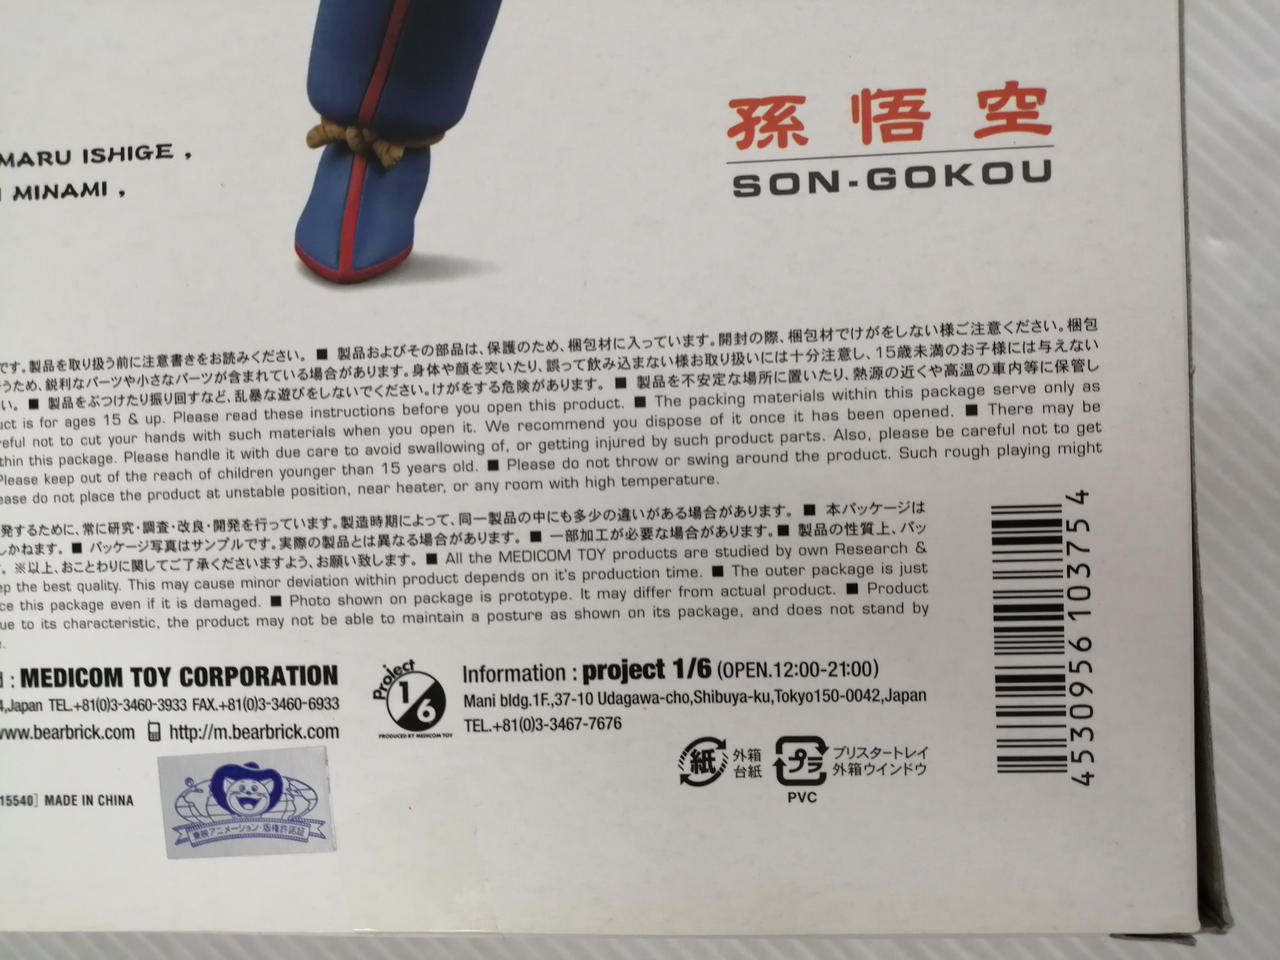 MARU ISHIGE ,
MINAMI ,
孫悟空
SON-GOKOU
です。製品を取り扱う前に注意書きをお読みください。 ■ 製品およびその部品は、保護のため、梱包材に入っています。開封の際、梱包材でけがをしない様ご注意ください。梱包
うため、鋭利なパーツや小さなパーツが含まれている場合があります。身体や顔を突いたり、誤って飲み込まない様お取り扱いには十分注意し、15歳未満のお子様には与えない
い。 ■ 製品をぶつけたり振り回すなど、乱暴な遊びをしないでください。けがをする危険があります。 ■ 製品を不安定な場所に置いたり、熱源の近くや高温の車内等に保管し
uct is for ages 15 & up. Please read these instructions before you open this product. ■ The packing materials within this package serve only as
reful not to cut your hands with such materials when you open it. We recommend you dispose of it once it has been opened. ■ There may be
thin this package. Please handle it with due care to avoid swallowing of, or getting injured by such product parts. Also, please be careful not to get
Please keep out of the reach of children younger than 15 years old. ■ Please do not throw or swing around the product. Such rough playing might
ease do not place the product at unstable position, near heater, or any room with high temperature.
発するために、常に研究・調査・改良・開発を行っています。製造時期によって、同一製品の中にも多少の違いがある場合があります。 ■ 本パッケージは
しかねます。 ■ パッケージ写真はサンプルです。実際の製品とは異なる場合があります。 ■ 一部加工が必要な場合があります。 ■ 製品の性質上、パッ
。※以上、おことわりに関してご了承くださいますよう、お願い致します。 ■ All the MEDICOM TOY products are studied by own Research &
ep the best quality. This may cause minor deviation within product depends on it's production time. ■ The outer package is just
ce this package even if it is damaged. ■ Photo shown on package is prototype. It may differ from actual product. ■ Product
ue to its characteristic, the product may not be able to maintain a posture as shown on its package, and does not stand by
e.
: MEDICOM TOY CORPORATION
4,Japan TEL.+81(0)3-3460-3933 FAX.+81(0)3-3460-6933
www.bearbrick.com http://m.bearbrick.com
15540] MADE IN CHINA
東映アニメーション・版権許諾証
Project 1/6
PRODUCED BY MEDICOM TOY
Information : project 1/6 (OPEN.12:00-21:00)
Mani bldg.1F.,37-10 Udagawa-cho,Shibuya-ku,Tokyo150-0042,Japan
TEL.+81(0)3-3467-7676
紙 外箱 台紙
プラ ブリスタートレイ 外箱ウインドウ
PVC
4530956103754